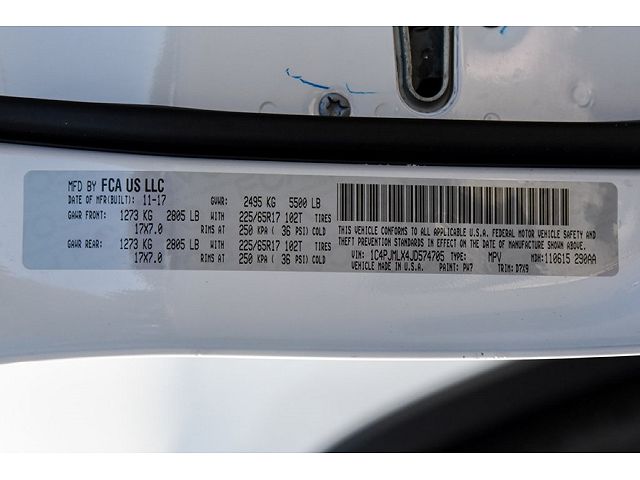 MFD BY FCA US LLC
DATE OF MFR(BUILT): 11-17 GVWR: 2495 KG 5500 LB
GAWR FRONT: 1273 KG 2805 LB WITH 225/65R17 102T TIRES
17X7.0 RIMS AT 250 KPA ( 36 PSI) COLD
GAWR REAR: 1273 KG 2805 LB WITH 225/65R17 102T TIRES
17X7.0 RIMS AT 250 KPA ( 36 PSI) COLD
THIS VEHICLE CONFORMS TO ALL APPLICABLE U.S.A. FEDERAL MOTOR VEHICLE SAFETY AND
THEFT PREVENTION STANDARDS IN EFFECT ON THE DATE OF MANUFACTURE SHOWN ABOVE.
VIN: 1C4PJMLX4JD574705 TYPE: MPV MDH: 110615 290AA
VEHICLE MADE IN U.S.A. PAINT: PW7 TRIM: D7X9